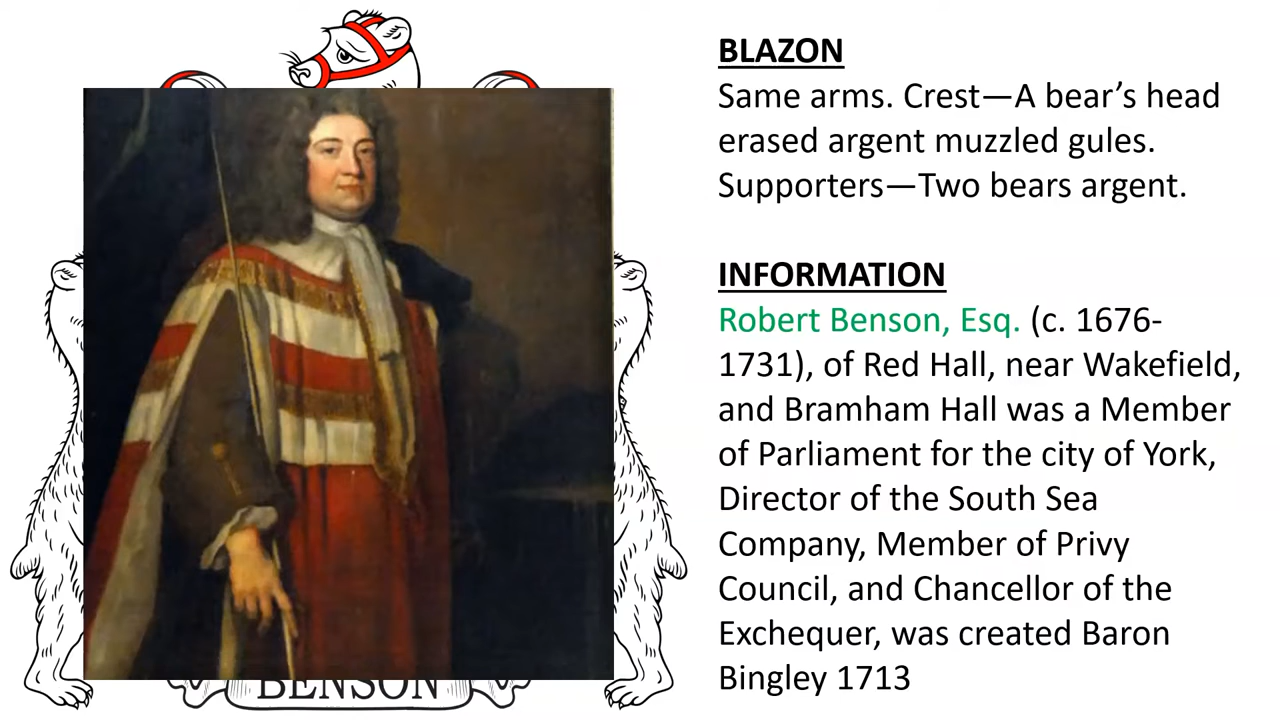 BLAZON
Same arms. Crest—A bear’s head
erased argent muzzled gules.
Supporters—Two bears argent.
INFORMATION
Robert Benson, Esq. (c. 1676-
1731), of Red Hall, near Wakefield,
and Bramham Hall was a Member
of Parliament for the city of York,
Director of the South Sea
Company, Member of Privy
Council, and Chancellor of the
Exchequer, was created Baron
Bingley 1713
BENSON